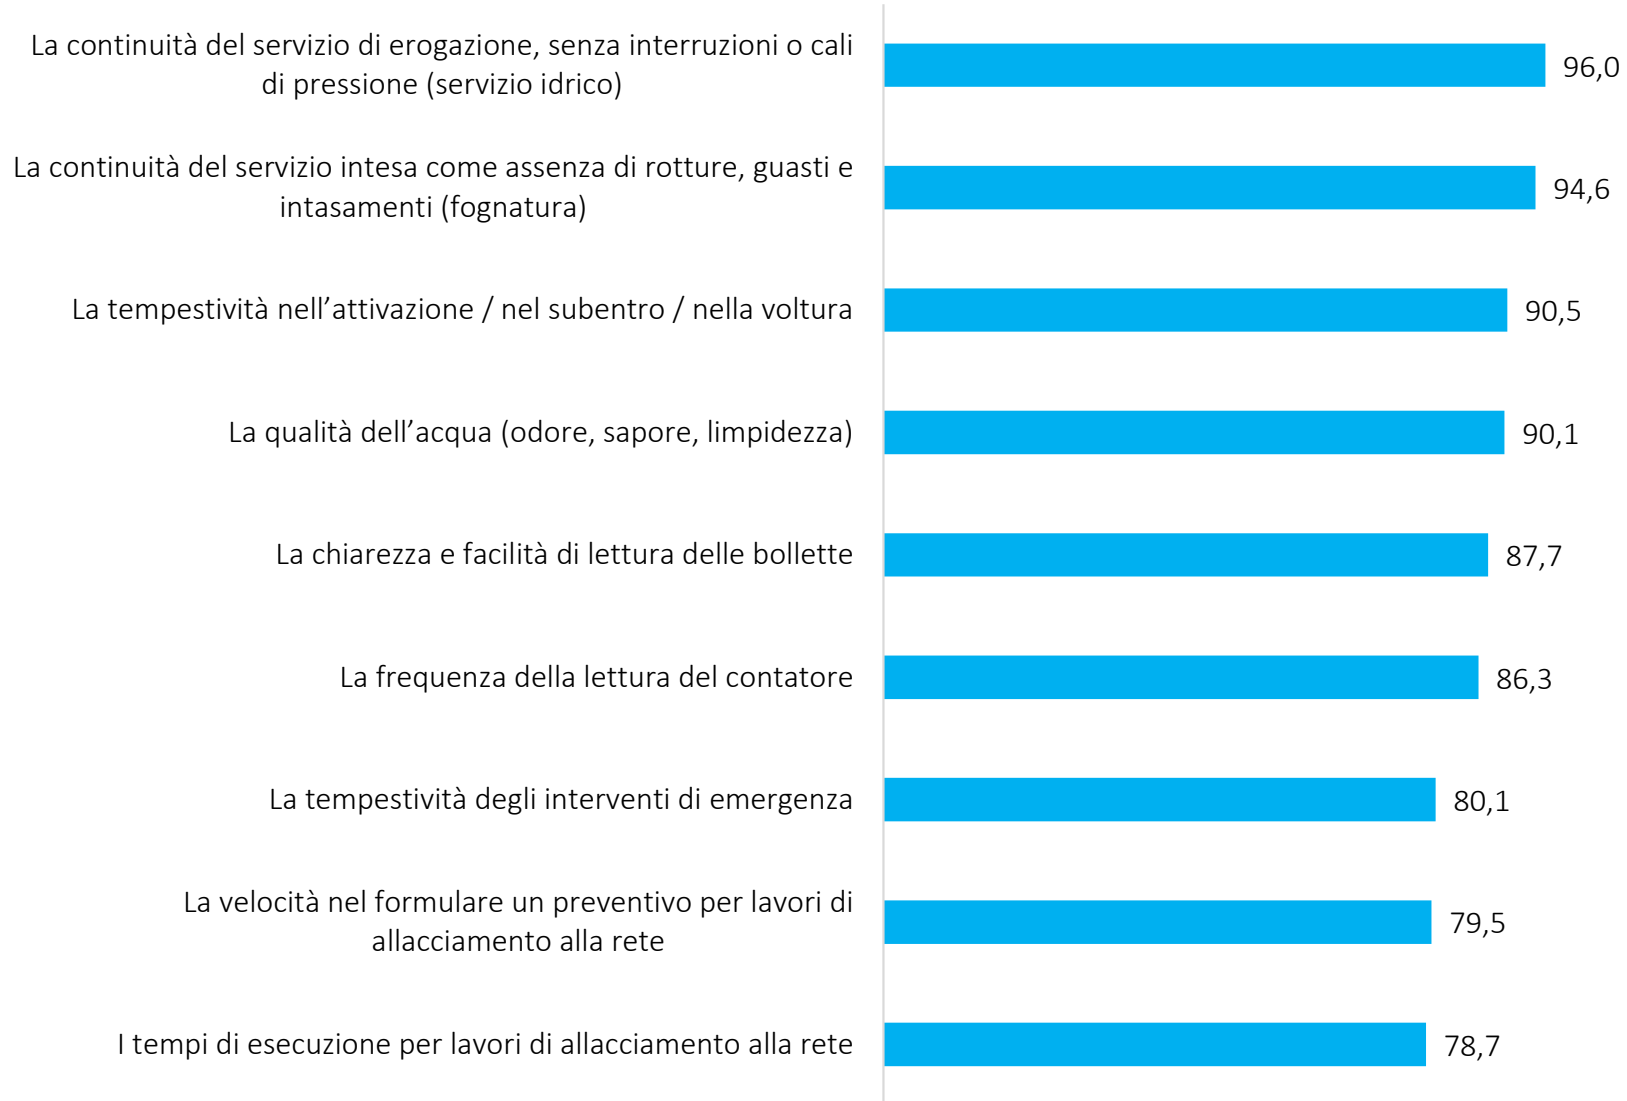 La continuità del servizio di erogazione, senza interruzioni o cali
di pressione (servizio idrico)
96,0
La continuità del servizio intesa come assenza di rotture, guasti e
intasamenti (fognatura)
94,6
La tempestività nell’attivazione / nel subentro / nella voltura
90,5
La qualità dell’acqua (odore, sapore, limpidezza)
90,1
La chiarezza e facilità di lettura delle bollette
87,7
La frequenza della lettura del contatore
86,3
La tempestività degli interventi di emergenza
80,1
La velocità nel formulare un preventivo per lavori di
allacciamento alla rete
79,5
I tempi di esecuzione per lavori di allacciamento alla rete
78,7